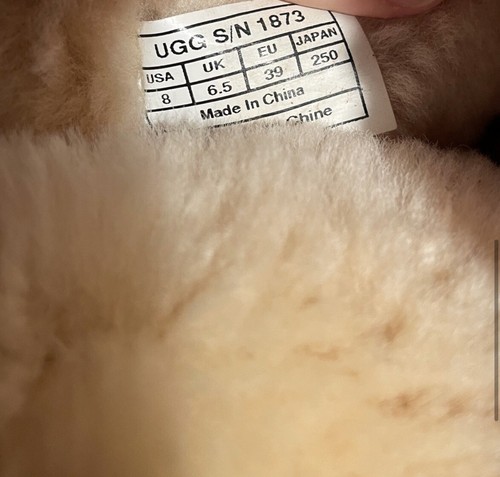 UGG S/N 1873
USA UK EU JAPAN
8 6.5 39 250
Made In China
Chine